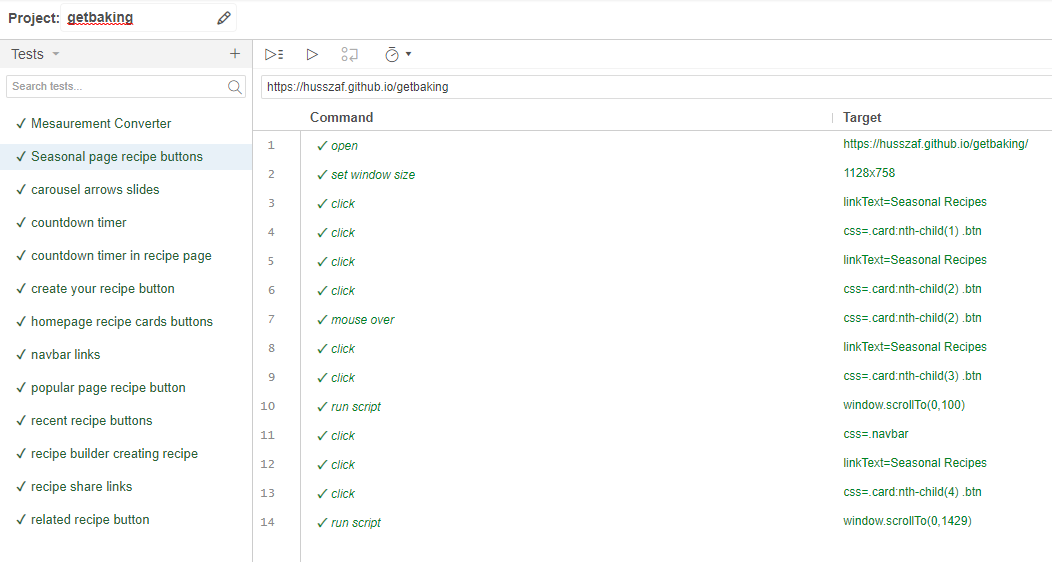 Project: getbaking
Tests
Search tests...
https://husszaf.github.io/getbaking
Mesaurement Converter
Seasonal page recipe buttons
carousel arrows slides
countdown timer
countdown timer in recipe page
create your recipe button
homepage recipe cards buttons
navbar links
popular page recipe button
recent recipe buttons
recipe builder creating recipe
recipe share links
related recipe button
Command Target
1 open https://husszaf.github.io/getbaking/
2 set window size 1128x758
3 click linkText=Seasonal Recipes
4 click css=.card:nth-child(1) .btn
5 click linkText=Seasonal Recipes
6 click css=.card:nth-child(2) .btn
7 mouse over css=.card:nth-child(2) .btn
8 click linkText=Seasonal Recipes
9 click css=.card:nth-child(3) .btn
10 run script window.scrollTo(0,100)
11 click css=.navbar
12 click linkText=Seasonal Recipes
13 click css=.card:nth-child(4) .btn
14 run script window.scrollTo(0,1429)